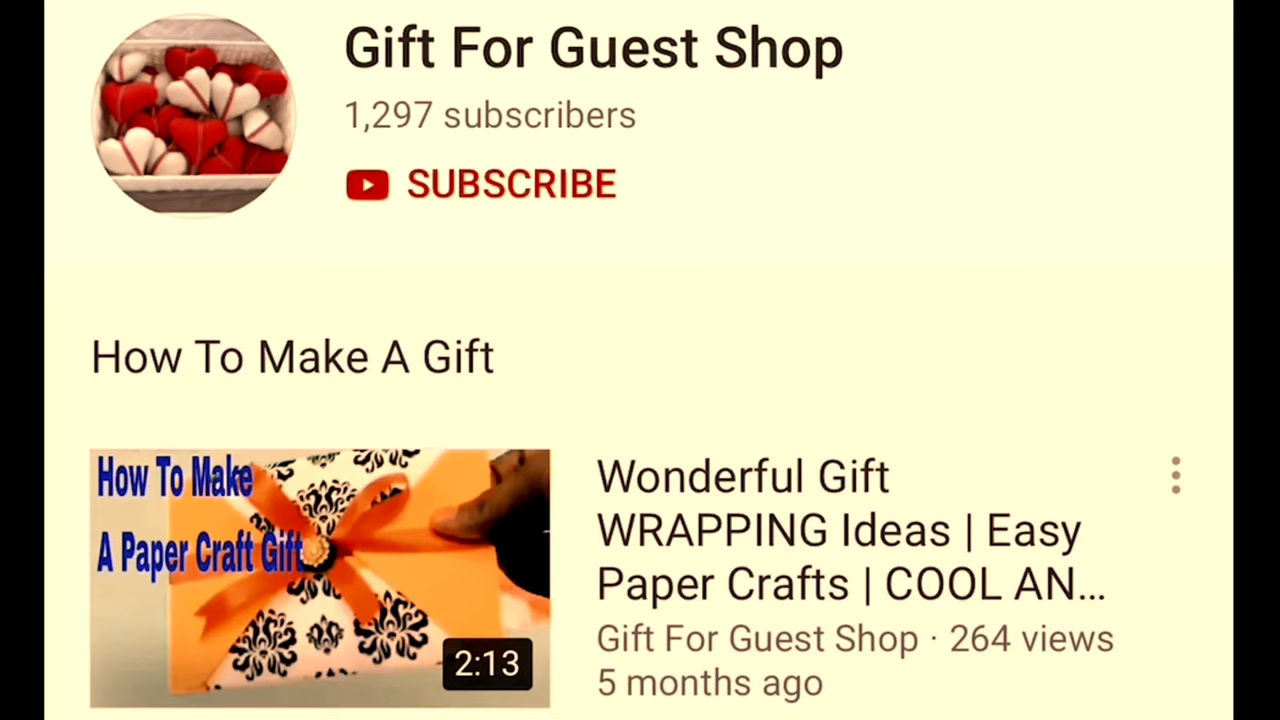 Gift For Guest Shop
1,297 subscribers
SUBSCRIBE
How To Make A Gift
How To Make
A Paper Craft Gift
2:13
Wonderful Gift
WRAPPING Ideas | Easy
Paper Crafts | COOL AN...
Gift For Guest Shop · 264 views
5 months ago